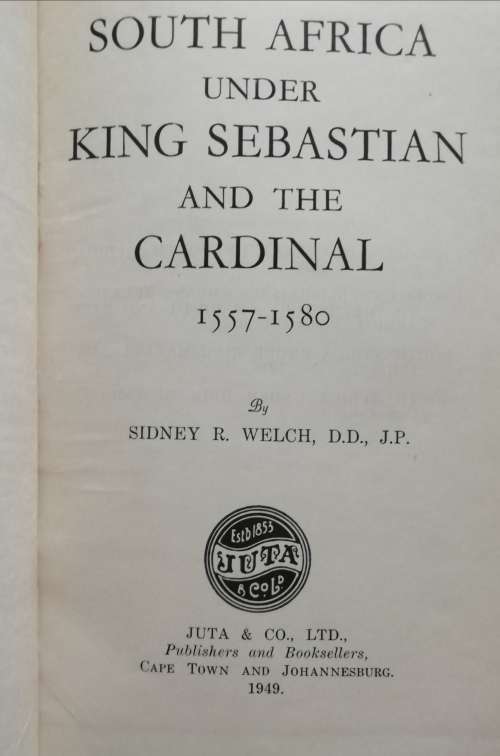 SOUTH AFRICA
UNDER
KING SEBASTIAN
AND THE
CARDINAL
1557-1580
By
SIDNEY R. WELCH, D.D., J.P.
Estb 1853
JUTA
& Co. LD
JUTA & CO., LTD.,
Publishers and Booksellers,
CAPE TOWN AND JOHANNESBURG.
1949.